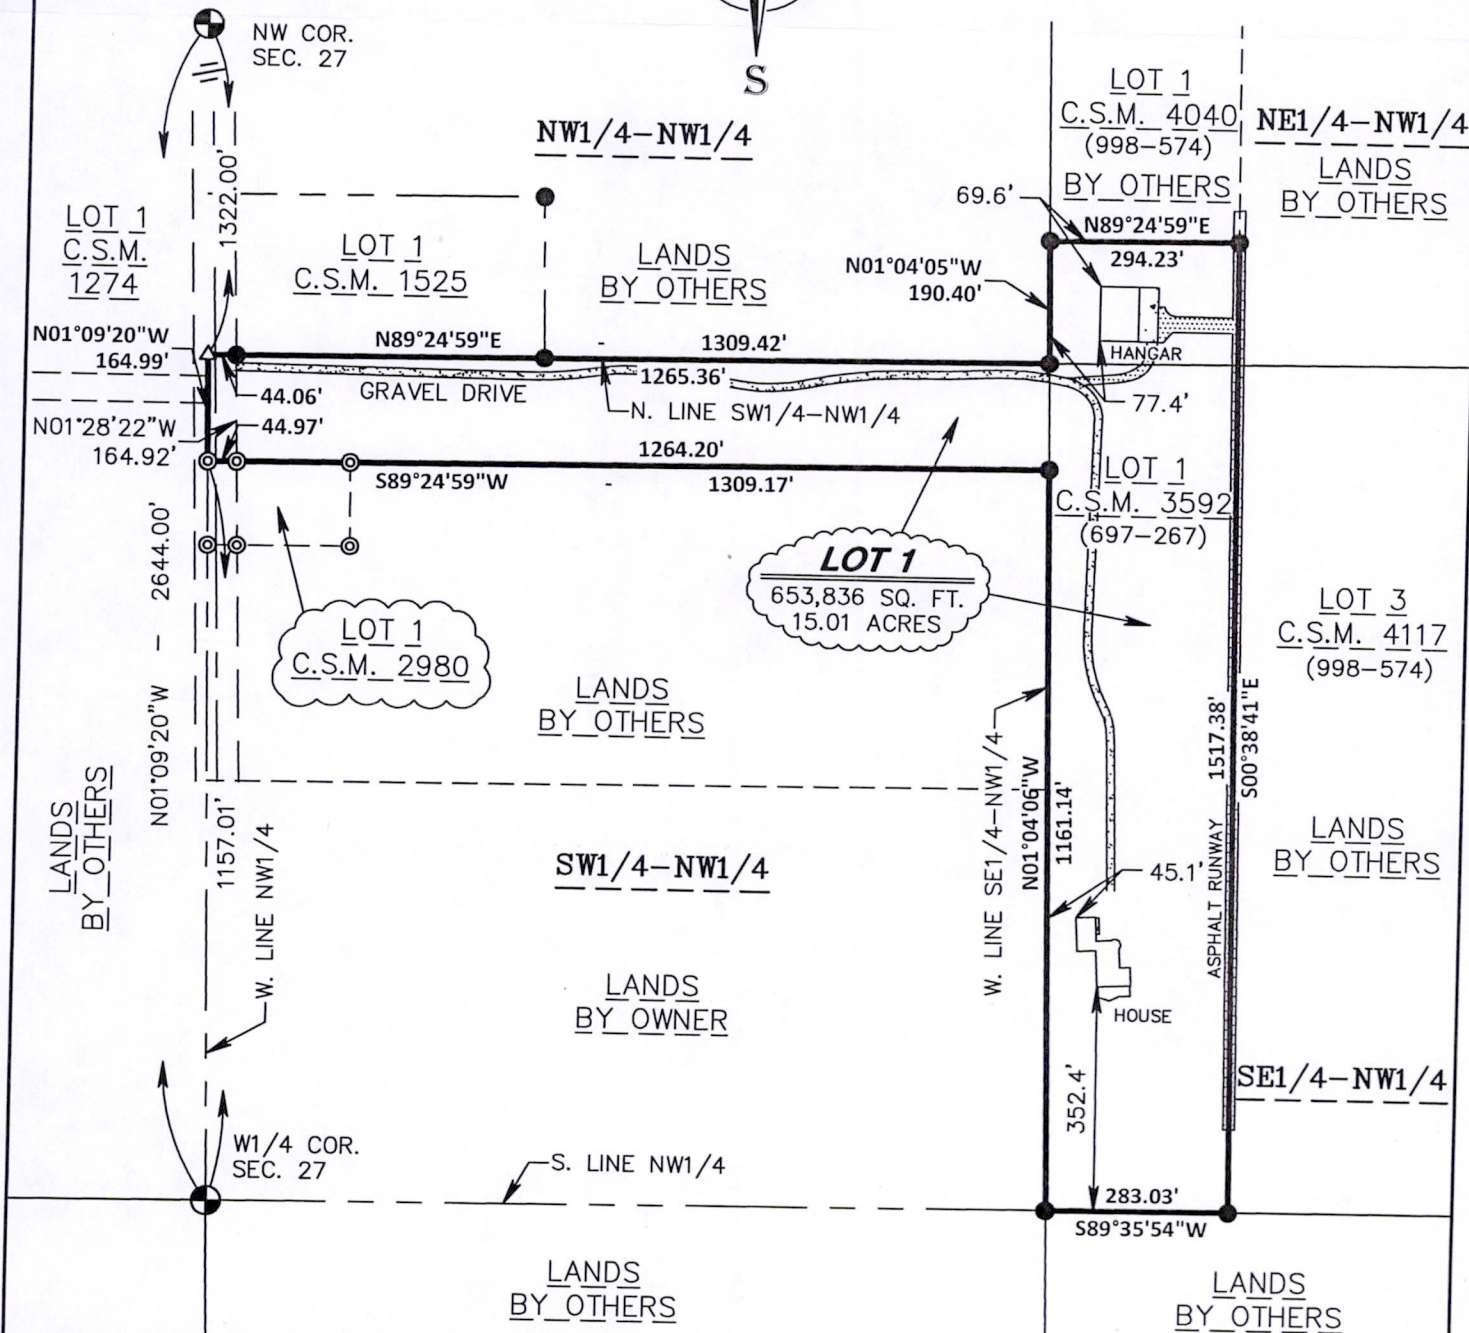 NW COR.
SEC. 27
S
NW1/4-NW1/4
LOT 1
C.S.M. 4040
(998-574)
BY OTHERS
NE1/4-NW1/4
LANDS
BY OTHERS
1322.00'
LOT 1
C.S.M.
1274
LOT 1
C.S.M. 1525
LANDS
BY OTHERS
69.6'
N89°24'59"E
294.23'
N01°04'05"W
190.40'
N01°09'20"W
164.99'
N89°24'59"E - 1309.42'
HANGAR
1265.36'
GRAVEL DRIVE
44.06'
N. LINE SW1/4-NW1/4
77.4'
N01°28'22"W
164.92'
44.97'
1264.20'
S89°24'59"W - 1309.17'
LOT 1
C.S.M. 3592
(697-267)
LOT 1
653,836 SQ. FT.
15.01 ACRES
LOT 1
C.S.M. 2980
LOT 3
C.S.M. 4117
(998-574)
LANDS
BY OTHERS
N01°09'20"W - 2644.00'
LANDS
BY OTHERS
1157.01'
W. LINE NW1/4
W. LINE SE1/4-NW1/4
N01°04'06"W
1161.14'
1517.38'
S00°38'41"E
ASPHALT RUNWAY
LANDS
BY OTHERS
SW1/4-NW1/4
45.1'
LANDS
BY OWNER
HOUSE
352.4'
SE1/4-NW1/4
W1/4 COR.
SEC. 27
S. LINE NW1/4
283.03'
S89°35'54"W
LANDS
BY OTHERS
LANDS
BY OTHERS